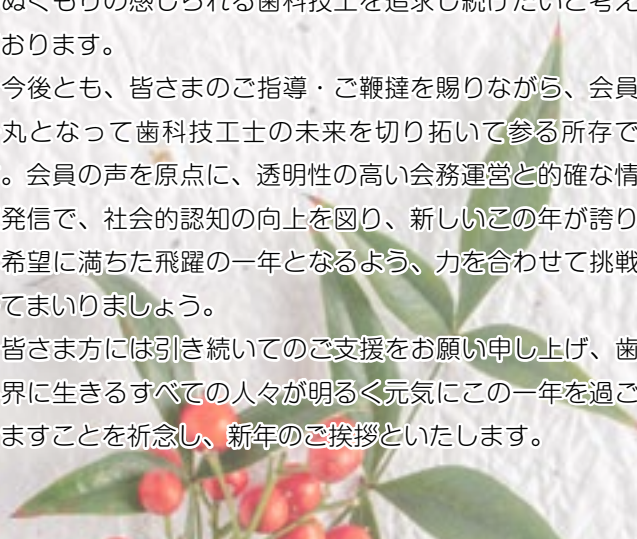 ぬくもりの感じられる歯科技工士を追求し続けたいと考え
おります。
今後とも、皆さまのご指導・ご鞭撻を賜りながら、会員
丸となって歯科技工士の未来を切り拓いて参る所存で
。会員の声を原点に、透明性の高い会務運営と的確な情
発信で、社会的認知の向上を図り、新しいこの年が誇り
希望に満ちた飛躍の一年となるよう、力を合わせて挑戦
てまいりましょう。
皆さま方には引き続いてのご支援をお願い申し上げ、歯
界に生きるすべての人々が明るく元気にこの一年を過ご
ますことを祈念し、新年のご挨拶といたします。